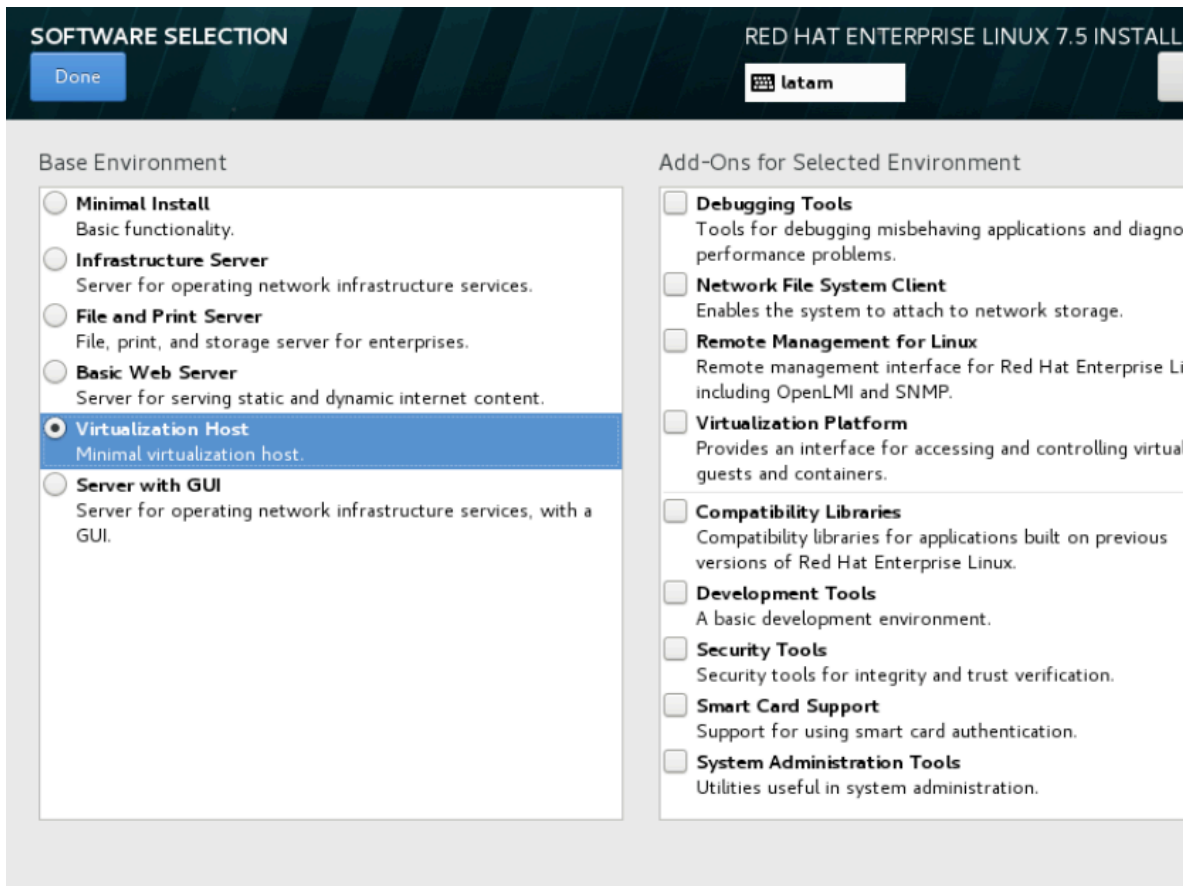 SOFTWARE SELECTION
RED HAT ENTERPRISE LINUX 7.5 INSTALL
Done
latam
Base Environment
Minimal Install
Basic functionality.
Infrastructure Server
Server for operating network infrastructure services.
File and Print Server
File, print, and storage server for enterprises.
Basic Web Server
Server for serving static and dynamic internet content.
Virtualization Host
Minimal virtualization host.
Server with GUI
Server for operating network infrastructure services, with a
GUI.
Add-Ons for Selected Environment
Debugging Tools
Tools for debugging misbehaving applications and diagno
performance problems.
Network File System Client
Enables the system to attach to network storage.
Remote Management for Linux
Remote management interface for Red Hat Enterprise Li
including OpenLMI and SNMP.
Virtualization Platform
Provides an interface for accessing and controlling virtual
guests and containers.
Compatibility Libraries
Compatibility libraries for applications built on previous
versions of Red Hat Enterprise Linux.
Development Tools
A basic development environment.
Security Tools
Security tools for integrity and trust verification.
Smart Card Support
Support for using smart card authentication.
System Administration Tools
Utilities useful in system administration.